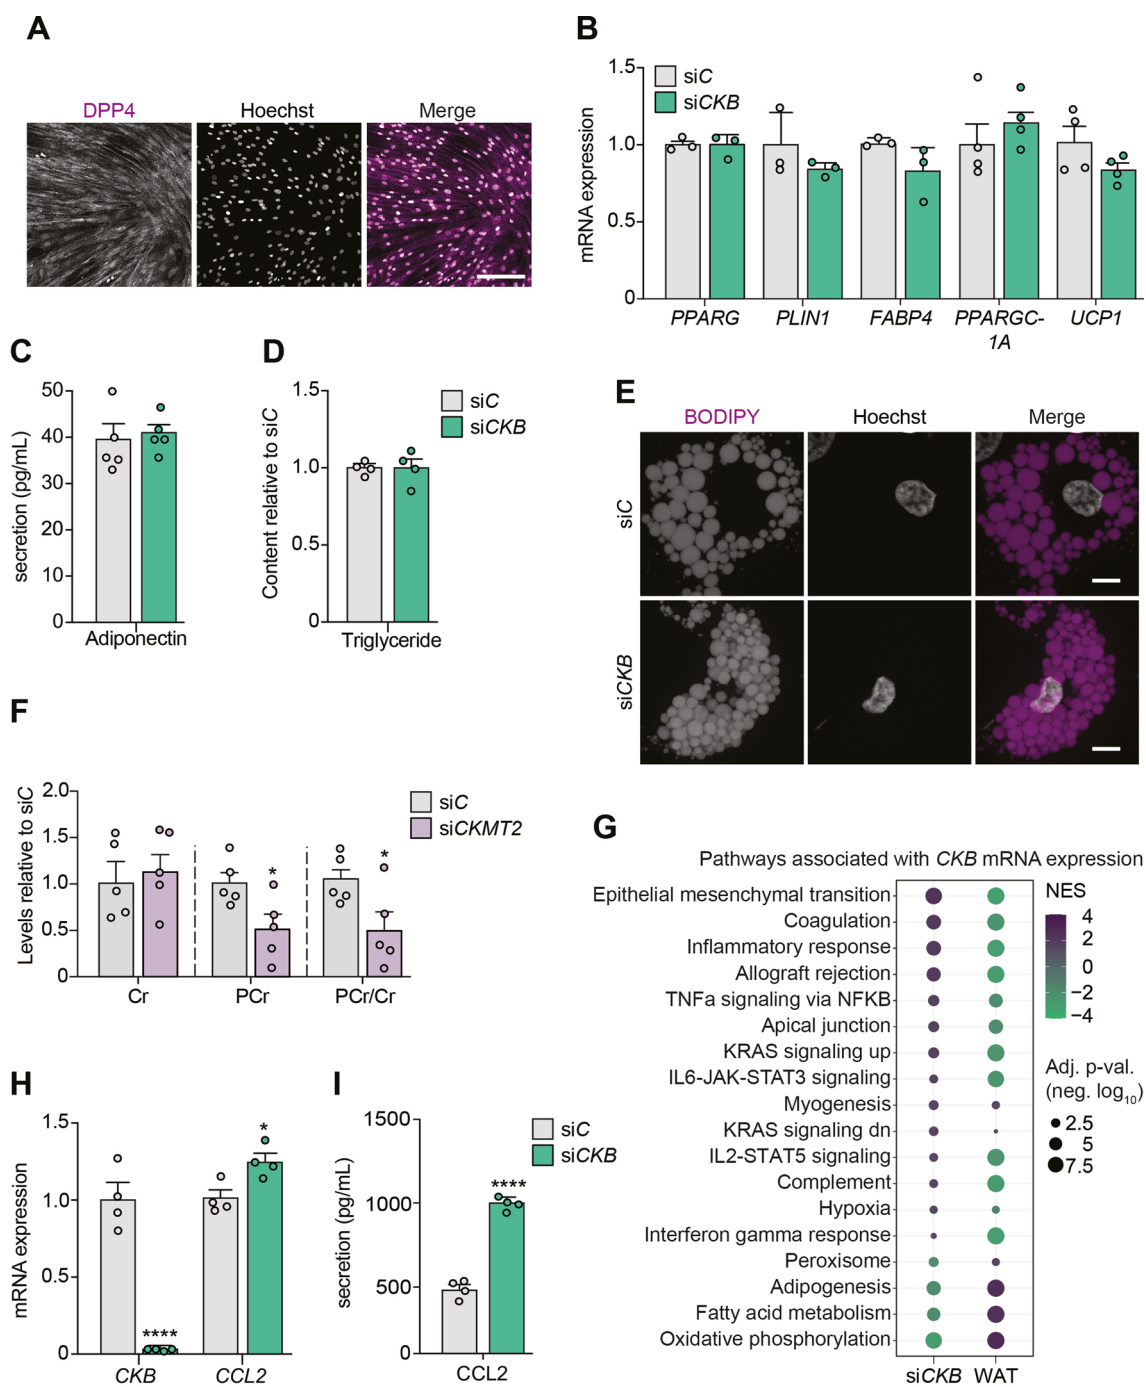 A
DPP4
Hoechst
Merge
B
siC
siCKB
mRNA expression
1.5
1.0
0.5
0
PPARG
PLIN1
FABP4
PPARGC-
1A
UCP1
C
secretion (pg/mL)
50
40
30
20
10
0
Adiponectin
D
Content relative to siC
1.5
1.0
0.5
0
Triglyceride
siC
siCKB
E
BODIPY
Hoechst
Merge
siC
siCKB
F
Levels relative to siC
2.0
1.5
1.0
0.5
0
Cr
PCr
PCr/Cr
*
*
siC
siCKMT2
G
Pathways associated with CKB mRNA expression
Epithelial mesenchymal transition
Coagulation
Inflammatory response
Allograft rejection
TNFa signaling via NFKB
Apical junction
KRAS signaling up
IL6-JAK-STAT3 signaling
Myogenesis
KRAS signaling dn
IL2-STAT5 signaling
Complement
Hypoxia
Interferon gamma response
Peroxisome
Adipogenesis
Fatty acid metabolism
Oxidative phosphorylation
siCKB
WAT
NES
4
2
0
−2
−4
Adj. p-val.
(neg. log10)
2.5
5
7.5
H
mRNA expression
1.5
1.0
0.5
0
****
*
CKB
CCL2
I
secretion (pg/mL)
1500
1000
500
0
****
CCL2
siC
siCKB